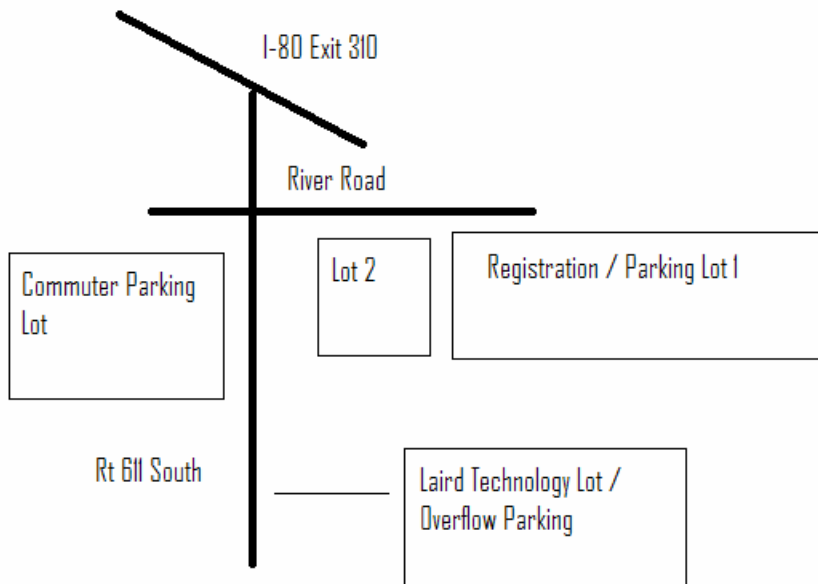 I-80 Exit 310
River Road
Commuter Parking
Lot
Lot 2
Registration / Parking Lot 1
Rt 611 South
Laird Technology Lot /
Overflow Parking